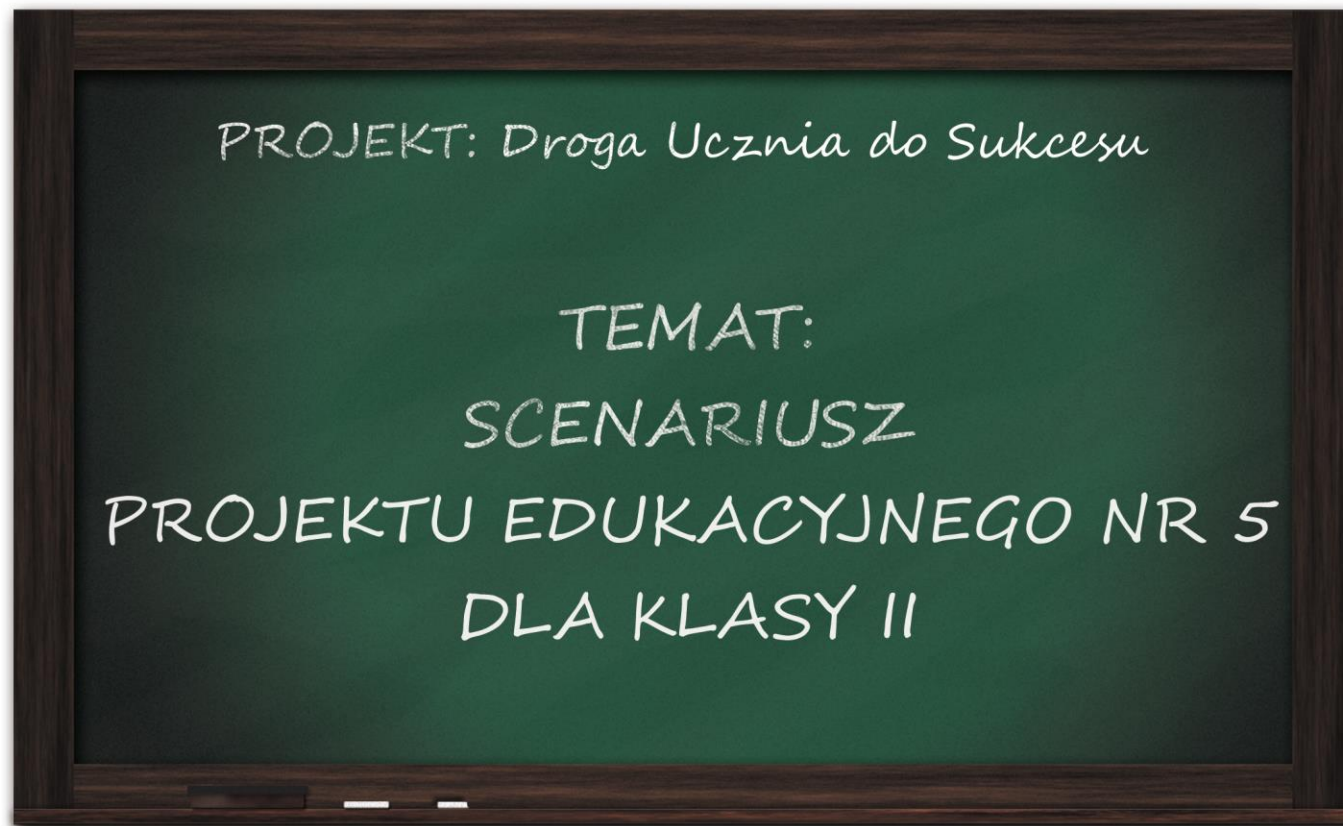 PROJEKT: Droga Ucznia do Sukcesu
TEMAT:
SCENARIUSZ
PROJEKTU EDUKACYJNEGO NR 5
DLA KLASY II